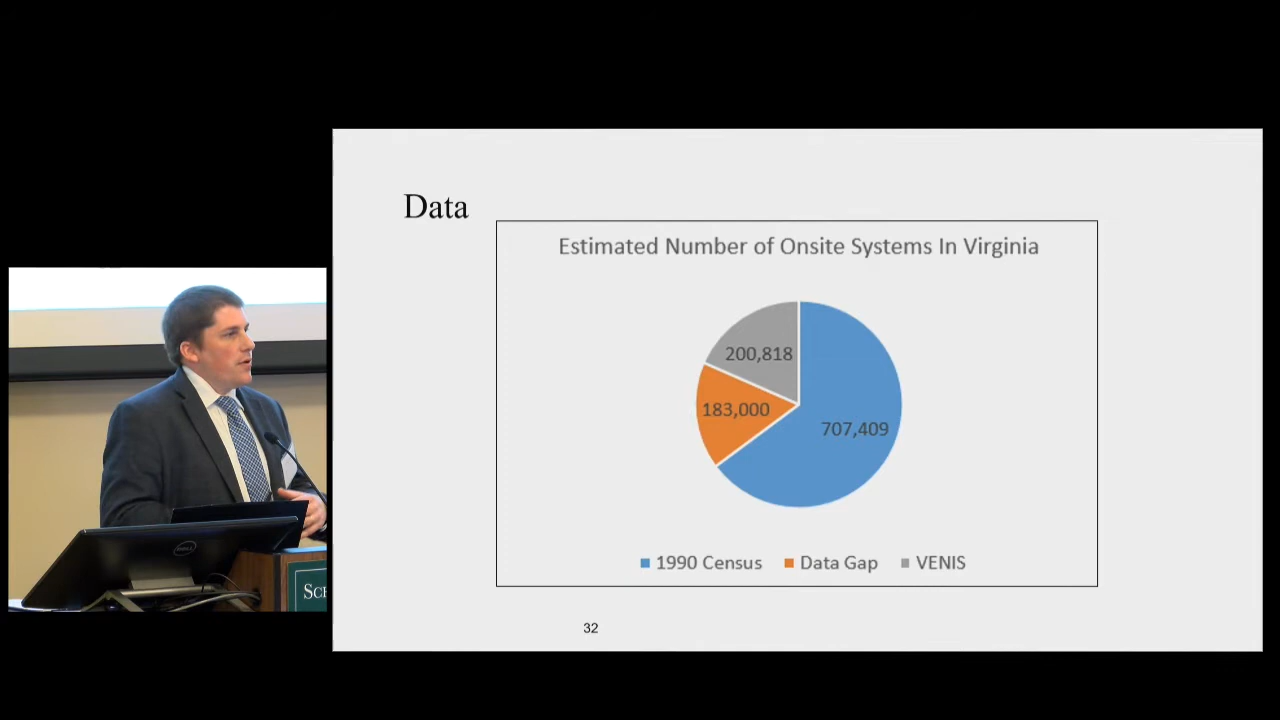 Data
Estimated Number of Onsite Systems In Virginia
200,818
183,000
707,409
1990 Census Data Gap VENIS
32
DELL